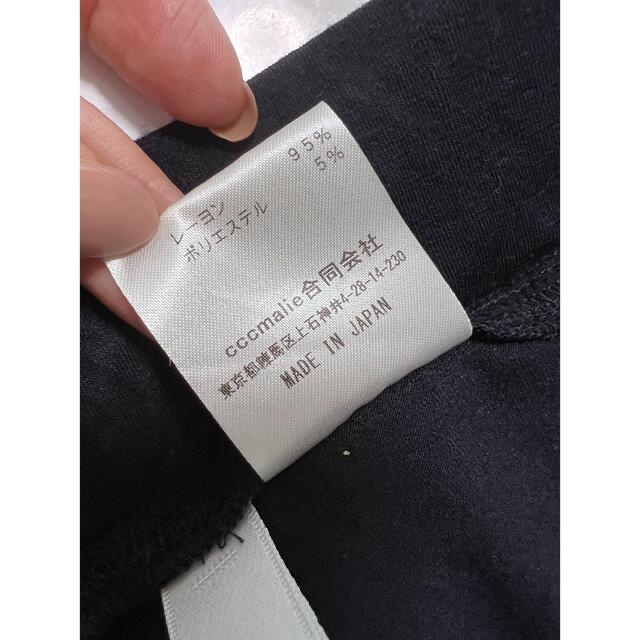 レーヨン 95%
ポリエステル 5%
cccmalie合同会社
東京都練馬区上石神井4-28-14-230
MADE IN JAPAN